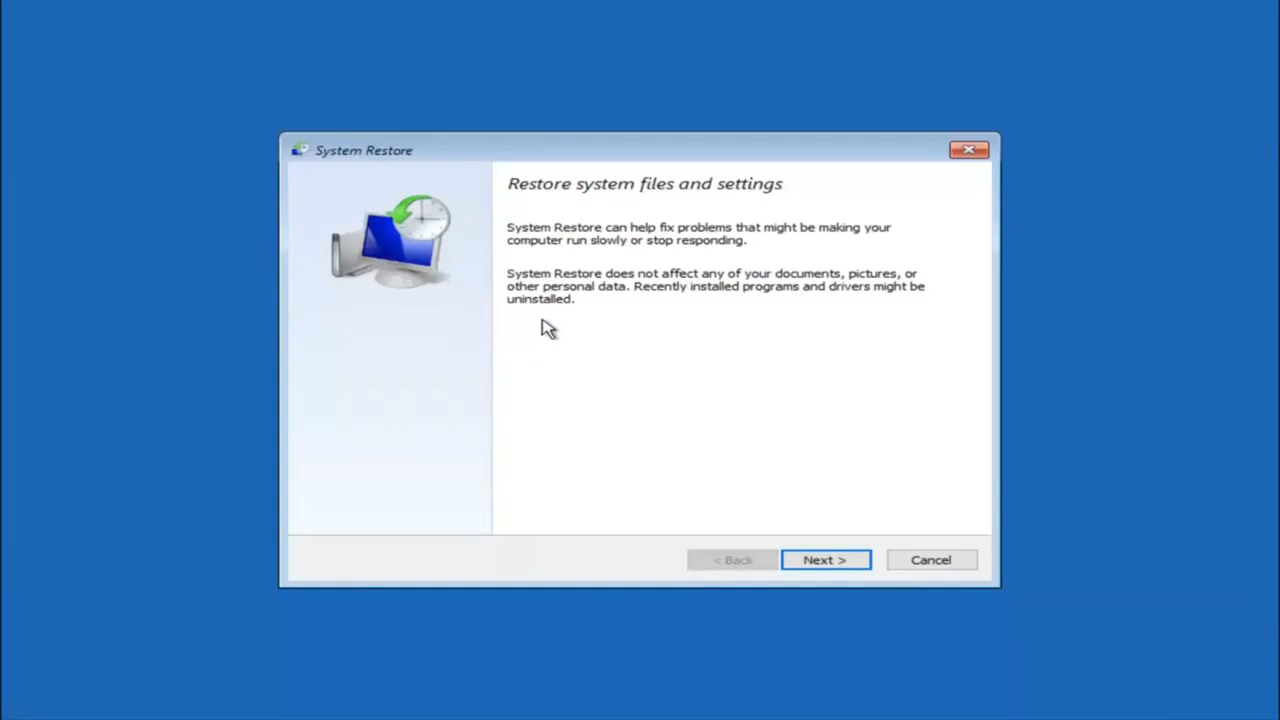 System Restore
Restore system files and settings
System Restore can help fix problems that might be making your
computer run slowly or stop responding.
System Restore does not affect any of your documents, pictures, or
other personal data. Recently installed programs and drivers might be
uninstalled.
< Back
Next >
Cancel